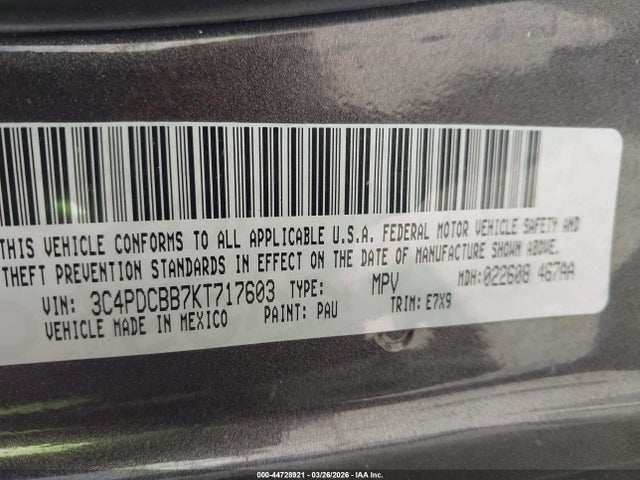 THIS VEHICLE CONFORMS TO ALL APPLICABLE U.S.A. FEDERAL MOTOR VEHICLE SAFETY AND
THEFT PREVENTION STANDARDS IN EFFECT ON THE DATE OF MANUFACTURE SHOWN ABOVE.
VIN: 3C4PDCBB7KT717603 TYPE: MPV MDH:022608 467AA
VEHICLE MADE IN MEXICO PAINT: PAU TRIM: E7X9
000-44728921 | 03/26/2026 - IAA Inc.